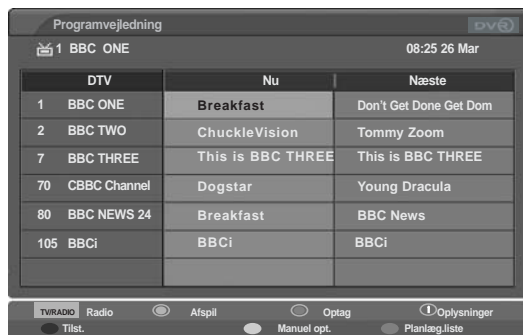 Programvejledning DVR
1 BBC ONE 08:25 26 Mar
DTV Nu Næste
1 BBC ONE Breakfast Don't Get Done Get Dom
2 BBC TWO ChuckleVision Tommy Zoom
7 BBC THREE This is BBC THREE This is BBC THREE
70 CBBC Channel Dogstar Young Dracula
80 BBC NEWS 24 Breakfast BBC News
105 BBCi BBCi BBCi
TV/RADIO Radio Afspil Optag Oplysninger
Tilst. Manuel opt. Planlæg.liste